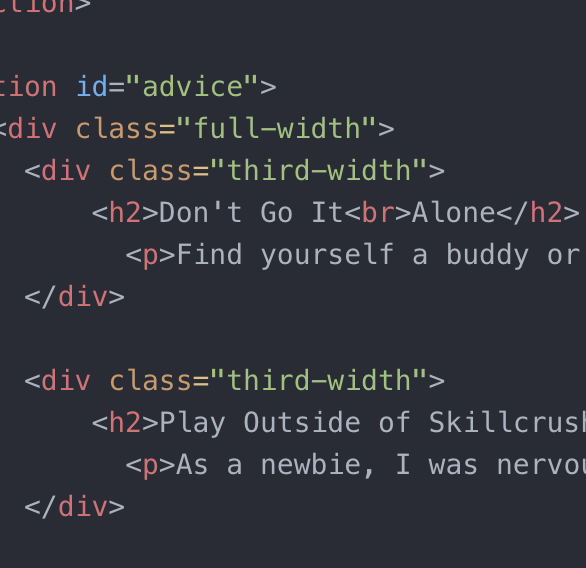 ction>
tion id="advice">
<div class="full-width">
<div class="third-width">
<h2>Don't Go It<br>Alone</h2>
<p>Find yourself a buddy or
</div>
<div class="third-width">
<h2>Play Outside of Skillcrush
<p>As a newbie, I was nervou
</div>